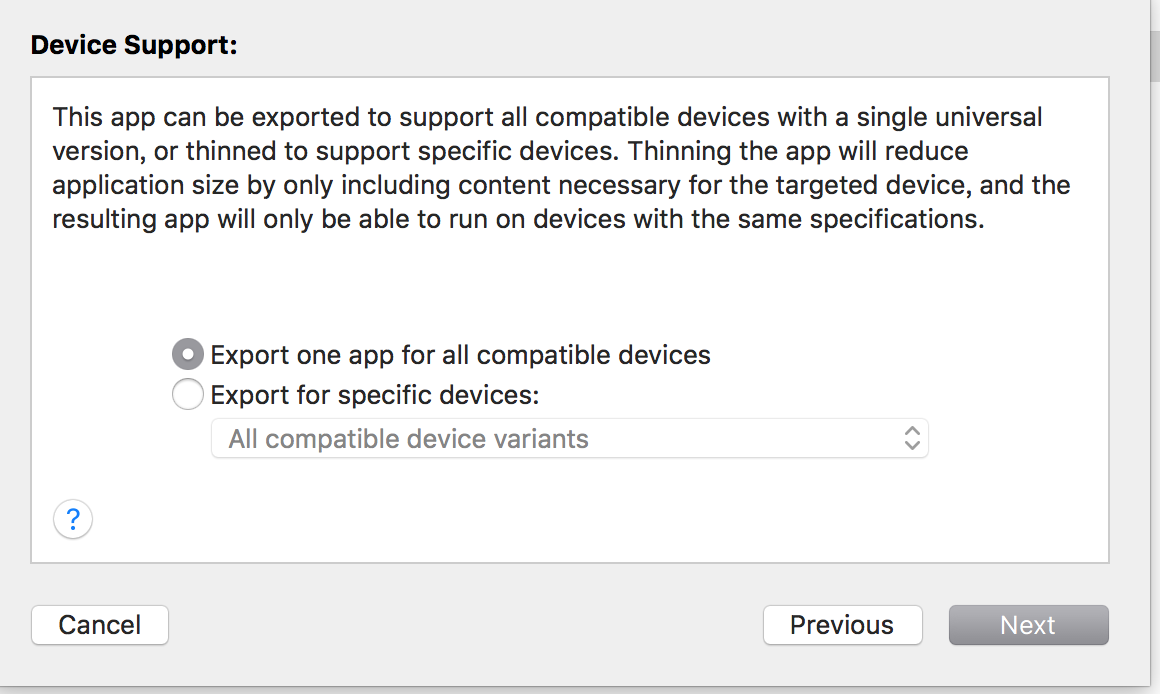 Device Support:
This app can be exported to support all compatible devices with a single universal
version, or thinned to support specific devices. Thinning the app will reduce
application size by only including content necessary for the targeted device, and the
resulting app will only be able to run on devices with the same specifications.
Export one app for all compatible devices
Export for specific devices:
All compatible device variants
?
Cancel
Previous
Next